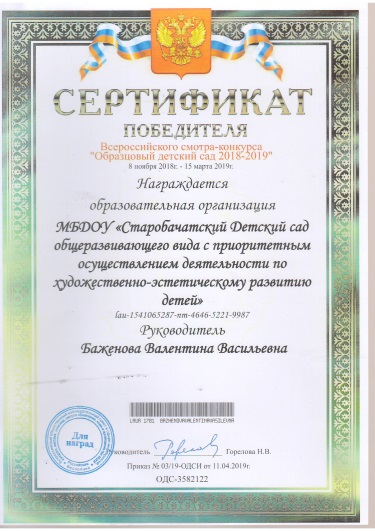 СЕРТИФИКАТ
ПОБЕДИТЕЛЯ
Всероссийского смотра-конкурса
"Образцовый детский сад 2018-2019"
8 ноября 2018г. - 15 марта 2019г.
Награждается
образовательная организация
МБДОУ «Старобачатский Детский сад
общеразвивающего вида с приоритетным
осуществлением деятельности по
художественно-эстетическому развитию
детей»
lau-1541065287-nm-4646-5221-9987
Руководитель
Баженова Валентина Васильевна
LAUR 1781 BAZHENOVAVALENTINAVASILEVNA
Для
наград
Руководитель Горелова Н.В.
Приказ № 03/19-ОДСИ от 11.04.2019г.
ОДС-3582122